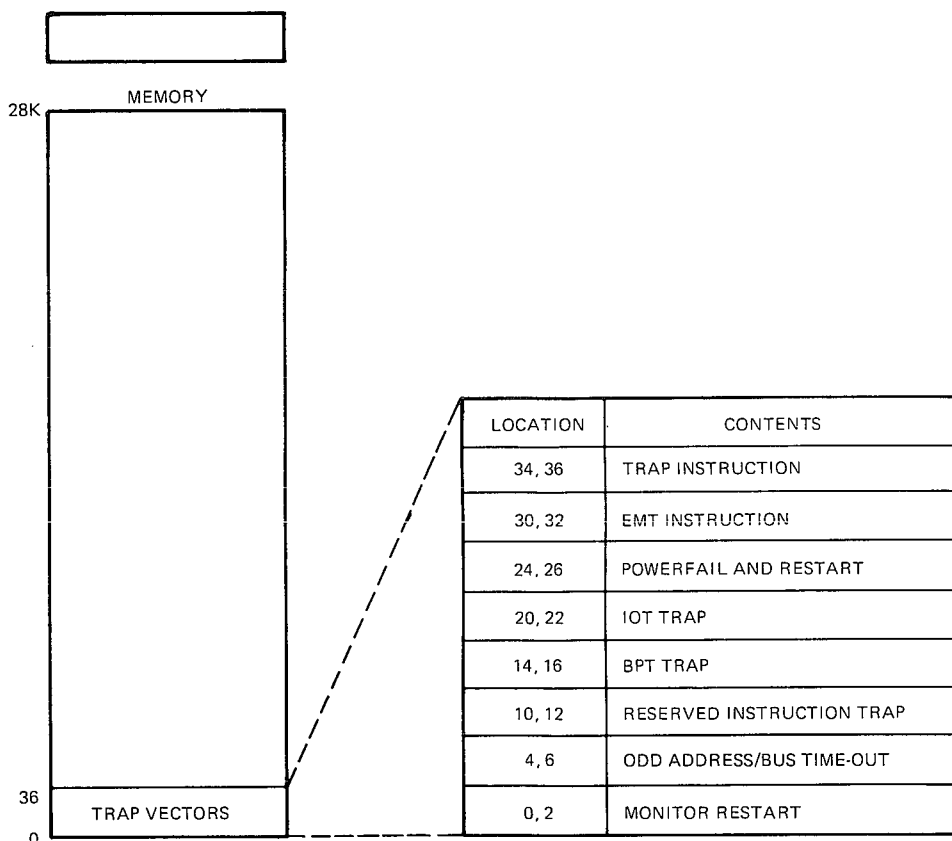 MEMORY
28K
LOCATION CONTENTS
34, 36 TRAP INSTRUCTION
30, 32 EMT INSTRUCTION
24, 26 POWERFAIL AND RESTART
20, 22 IOT TRAP
14, 16 BPT TRAP
10, 12 RESERVED INSTRUCTION TRAP
4, 6 ODD ADDRESS/BUS TIME-OUT
0, 2 MONITOR RESTART
36
TRAP VECTORS
0